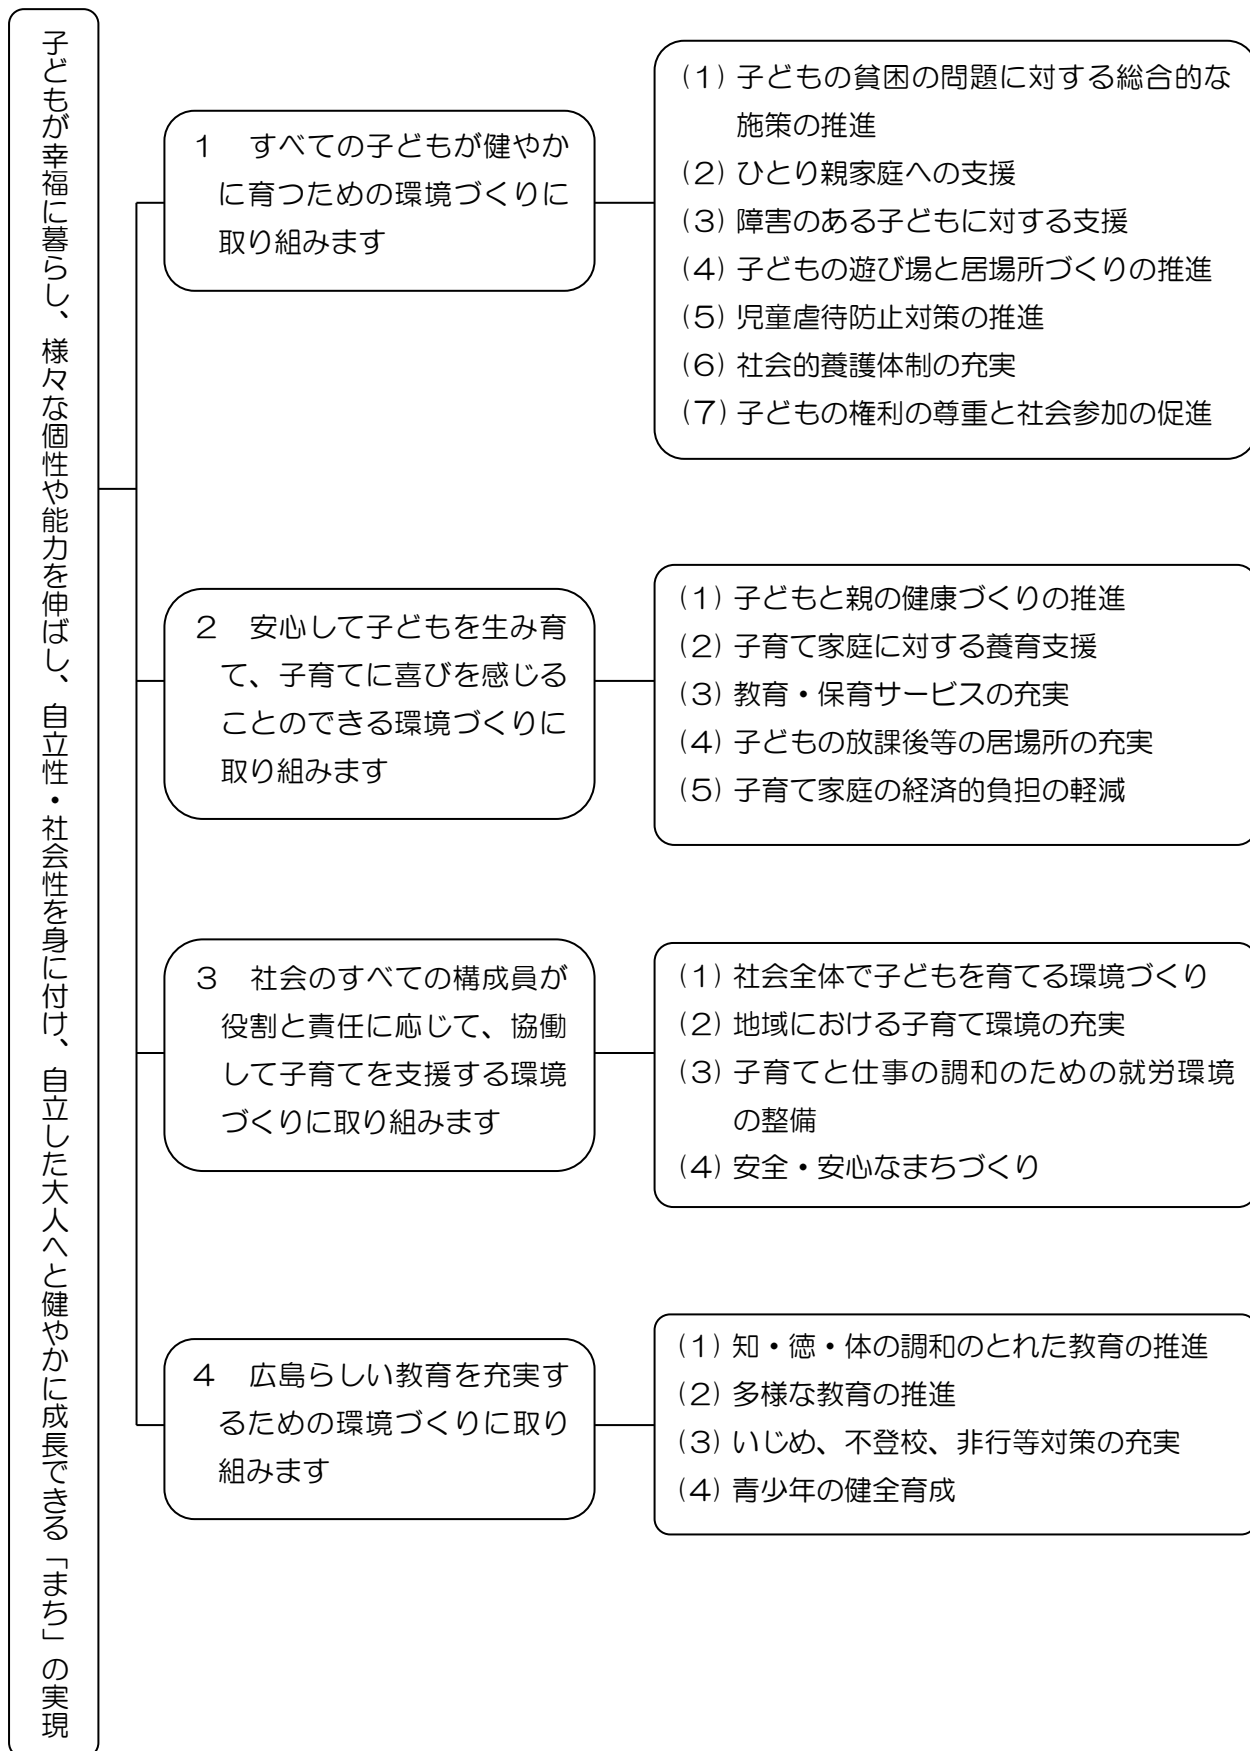 子どもが幸福に暮らし、様々な個性や能力を伸ばし、自立性・社会性を身に付け、自立した大人へと健やかに成長できる「まち」の実現
1　すべての子どもが健やか
に育つための環境づくりに
取り組みます
(1) 子どもの貧困の問題に対する総合的な
施策の推進
(2) ひとり親家庭への支援
(3) 障害のある子どもに対する支援
(4) 子どもの遊び場と居場所づくりの推進
(5) 児童虐待防止対策の推進
(6) 社会的養護体制の充実
(7) 子どもの権利の尊重と社会参加の促進
2　安心して子どもを生み育
て、子育てに喜びを感じる
ことのできる環境づくりに
取り組みます
(1) 子どもと親の健康づくりの推進
(2) 子育て家庭に対する養育支援
(3) 教育・保育サービスの充実
(4) 子どもの放課後等の居場所の充実
(5) 子育て家庭の経済的負担の軽減
3　社会のすべての構成員が
役割と責任に応じて、協働
して子育てを支援する環境
づくりに取り組みます
(1) 社会全体で子どもを育てる環境づくり
(2) 地域における子育て環境の充実
(3) 子育てと仕事の調和のための就労環境
の整備
(4) 安全・安心なまちづくり
4　広島らしい教育を充実す
るための環境づくりに取り
組みます
(1) 知・徳・体の調和のとれた教育の推進
(2) 多様な教育の推進
(3) いじめ、不登校、非行等対策の充実
(4) 青少年の健全育成